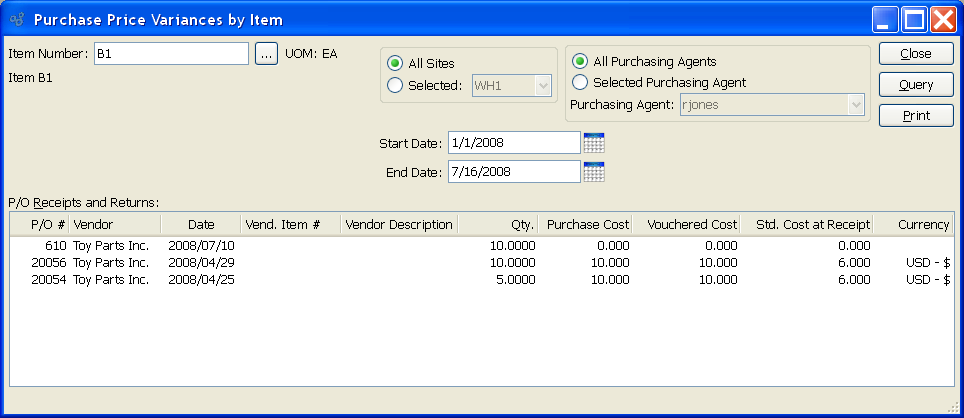 Purchase Price Variances by Item
Item Number: B1 ... UOM: EA
Item B1
All Sites
Selected: WH1
All Purchasing Agents
Selected Purchasing Agent
Purchasing Agent: rjones
Close
Query
Print
Start Date: 1/1/2008
End Date: 7/16/2008
P/O Receipts and Returns:
P/O # Vendor Date Vend. Item # Vendor Description Qty. Purchase Cost Vouchered Cost Std. Cost at Receipt Currency
610 Toy Parts Inc. 2008/07/10 10.0000 0.000 0.000 0.000
20056 Toy Parts Inc. 2008/04/29 10.0000 10.000 10.000 6.000 USD - $
20054 Toy Parts Inc. 2008/04/25 5.0000 10.000 10.000 6.000 USD - $